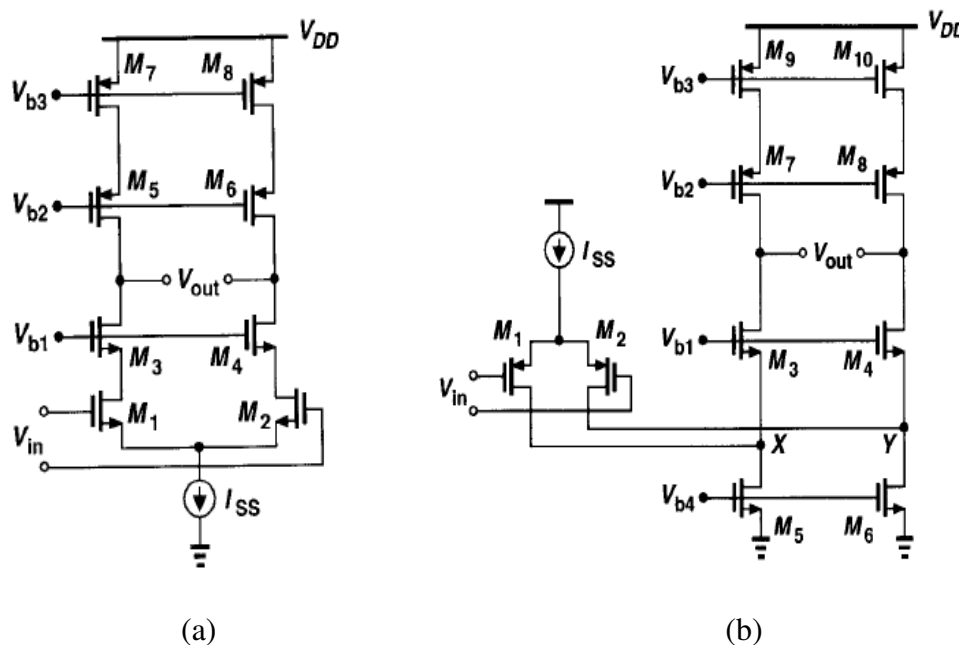 V_DD
M_7 M_8
V_b3
M_5 M_6
V_b2
V_out
V_b1
M_3 M_4
M_1 M_2
V_in
I_SS
(a)
V_DD
M_9 M_10
V_b3
M_7 M_8
V_b2
I_SS
V_out
M_1 M_2
V_b1
M_3 M_4
V_in
X Y
V_b4
M_5 M_6
(b)